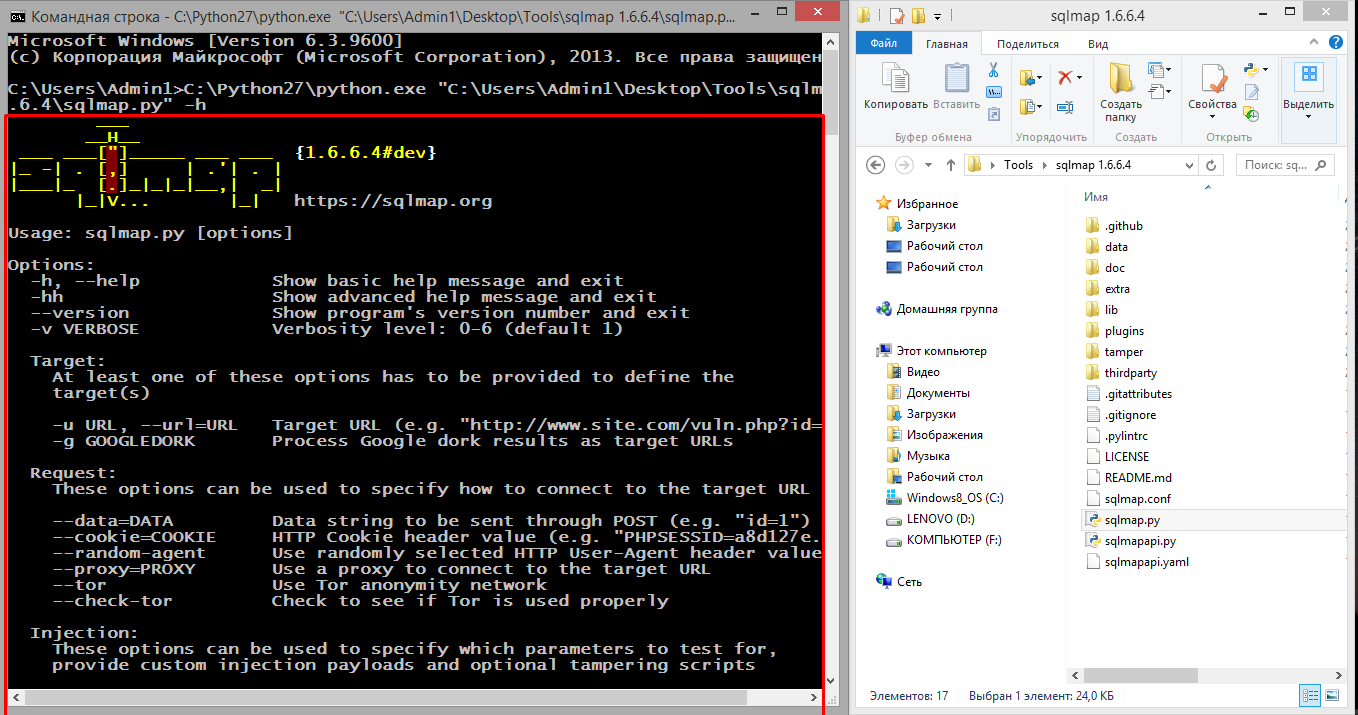 Командная строка - C:\Python27\python.exe "C:\Users\Admin1\Desktop\Tools\sqlmap 1.6.6.4\sqlmap.p...
Microsoft Windows [Version 6.3.9600]
(c) Корпорация Майкрософт (Microsoft Corporation), 2013. Все права защищен
C:\Users\Admin1>C:\Python27\python.exe "C:\Users\Admin1\Desktop\Tools\sqlm
.6.4\sqlmap.py" -h
{1.6.6.4#dev}
https://sqlmap.org
Usage: sqlmap.py [options]
Options:
-h, --help Show basic help message and exit
-hh Show advanced help message and exit
--version Show program's version number and exit
-v VERBOSE Verbosity level: 0-6 (default 1)
Target:
At least one of these options has to be provided to define the
target(s)
-u URL, --url=URL Target URL (e.g. "http://www.site.com/vuln.php?id=
-g GOOGLEDORK Process Google dork results as target URLs
Request:
These options can be used to specify how to connect to the target URL
--data=DATA Data string to be sent through POST (e.g. "id=1")
--cookie=COOKIE HTTP Cookie header value (e.g. "PHPSESSID=a8d127e.
--random-agent Use randomly selected HTTP User-Agent header value
--proxy=PROXY Use a proxy to connect to the target URL
--tor Use Tor anonymity network
--check-tor Check to see if Tor is used properly
Injection:
These options can be used to specify which parameters to test for,
provide custom injection payloads and optional tampering scripts
sqlmap 1.6.6.4
Файл Главная Поделиться Вид
Копировать Вставить Создать папку Свойства Выделить
Буфер обмена Упорядочить Создать Открыть
Tools sqlmap 1.6.6.4 Поиск: sq...
Избранное
Загрузки
Рабочий стол
Рабочий стол
Домашняя группа
Этот компьютер
Видео
Документы
Загрузки
Изображения
Музыка
Рабочий стол
Windows8_OS (C:)
LENOVO (D:)
КОМПЬЮТЕР (F:)
Сеть
Имя
.github
data
doc
extra
lib
plugins
tamper
thirdparty
.gitattributes
.gitignore
.pylintrc
LICENSE
README.md
sqlmap.conf
sqlmap.py
sqlmapapi.py
sqlmapapi.yaml
Элементов: 17 Выбран 1 элемент: 24,0 КБ